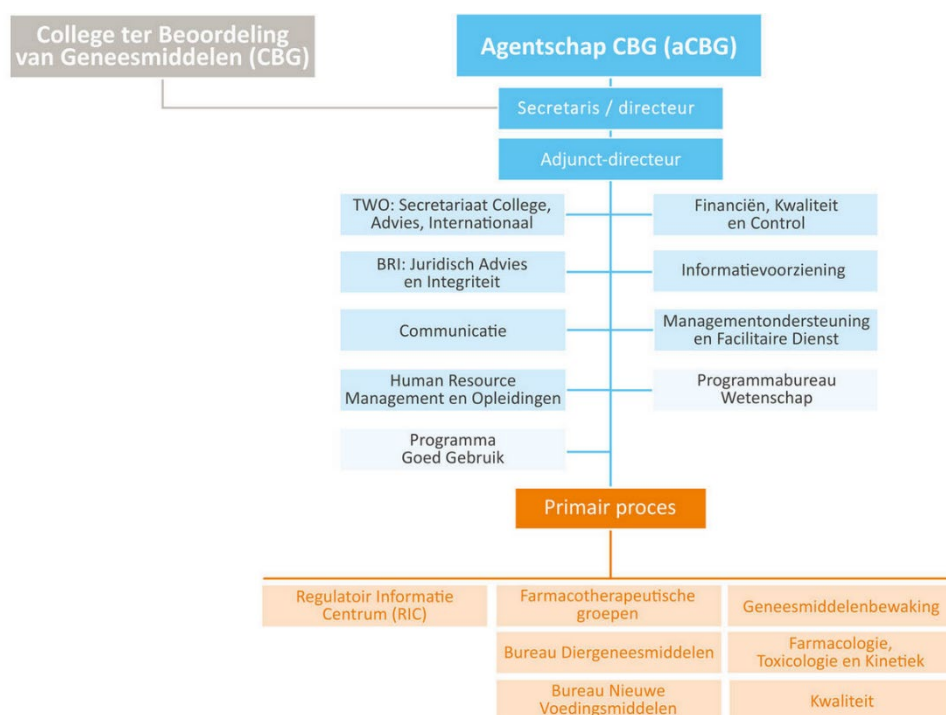 College ter Beoordeling
van Geneesmiddelen (CBG)
Agentschap CBG (aCBG)
Secretaris / directeur
Adjunct-directeur
TWO: Secretariaat College,
Advies, Internationaal
Financiën, Kwaliteit
en Control
BRI: Juridisch Advies
en Integriteit
Informatievoorziening
Communicatie
Managementondersteuning
en Facilitaire Dienst
Human Resource
Management en Opleidingen
Programmabureau
Wetenschap
Programma
Goed Gebruik
Primair proces
Regulatoir Informatie
Centrum (RIC)
Farmacotherapeutische
groepen
Geneesmiddelenbewaking
Bureau Diergeneesmiddelen
Farmacologie,
Toxicologie en Kinetiek
Bureau Nieuwe
Voedingsmiddelen
Kwaliteit